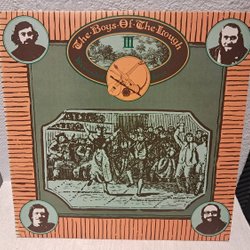 The Boys Of The Lough
III